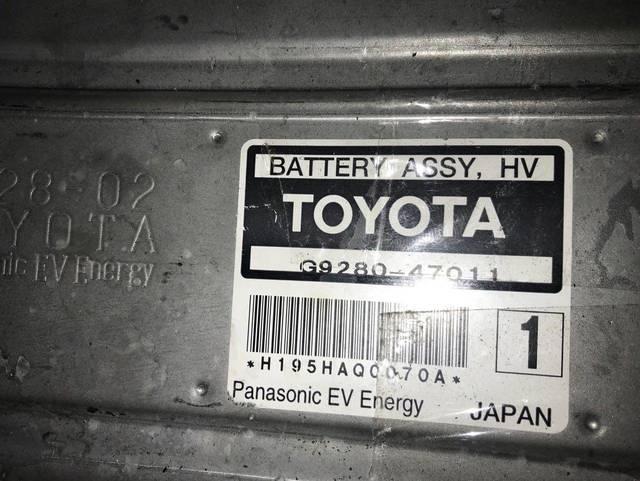 28-02
YOTA
nic EV Energy
BATTERY ASSY, HV
TOYOTA
G9280-47011
1
*H195HAQ0070A*
Panasonic EV Energy
JAPAN